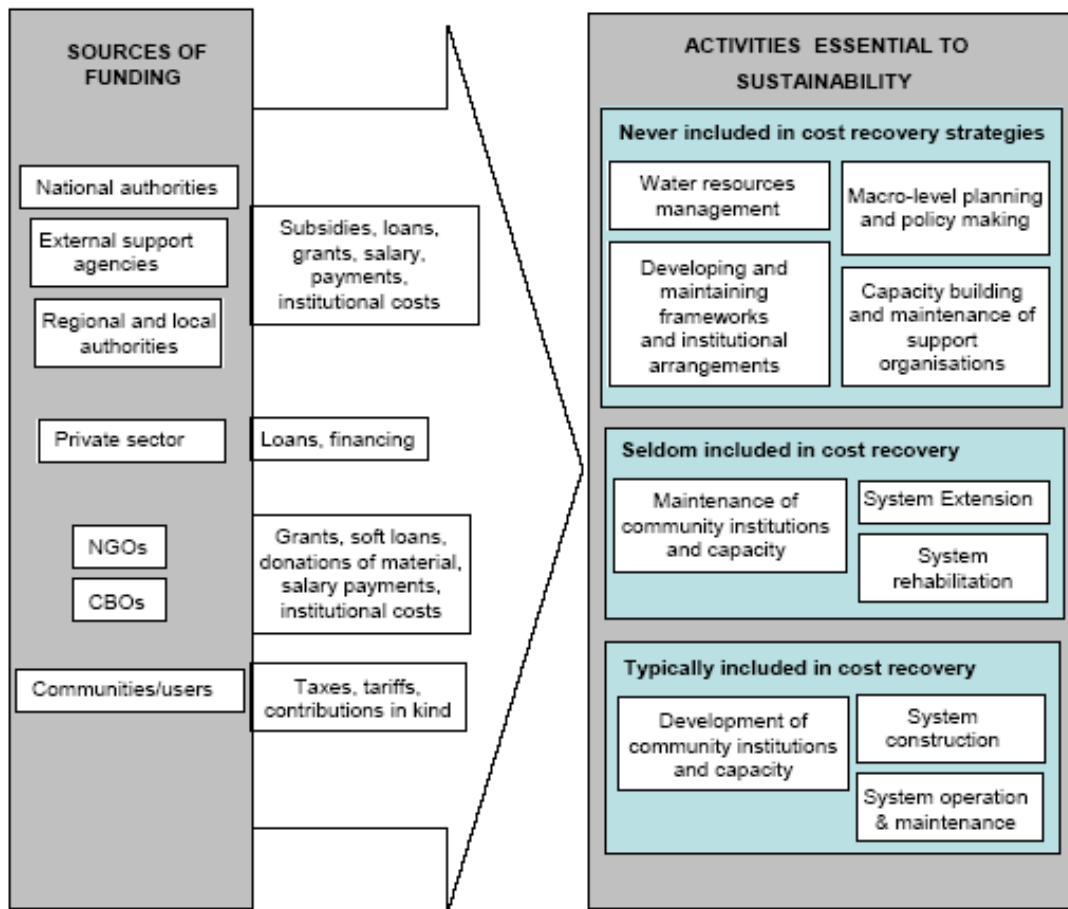 SOURCES OF
FUNDING
National authorities
External support
agencies
Regional and local
authorities
Private sector
NGOs
CBOs
Communities/users
Subsidies, loans,
grants, salary,
payments,
institutional costs
Loans, financing
Grants, soft loans,
donations of material,
salary payments,
institutional costs
Taxes, tariffs,
contributions in kind
ACTIVITIES ESSENTIAL TO
SUSTAINABILITY
Never included in cost recovery strategies
Water resources
management
Macro-level planning
and policy making
Developing and
maintaining
frameworks
and institutional
arrangements
Capacity building
and maintenance of
support
organisations
Seldom included in cost recovery
Maintenance of
community institutions
and capacity
System Extension
System
rehabilitation
Typically included in cost recovery
Development of
community institutions
and capacity
System
construction
System operation
& maintenance